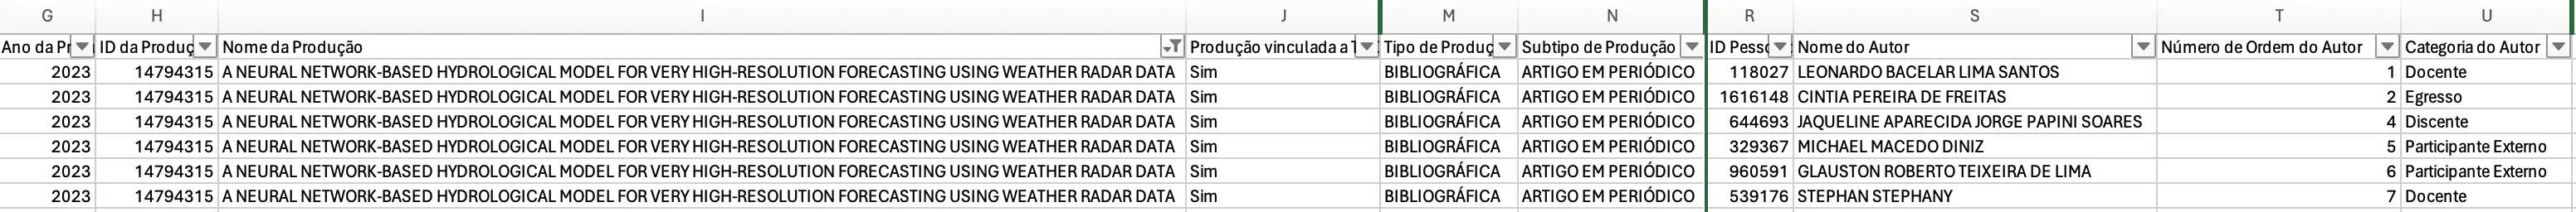 G H I J M N R S T U
Ano da Pr ID da Produç Nome da Produção Produção vinculada a T Tipo de Produç Subtipo de Produção ID Pesso Nome do Autor Número de Ordem do Autor Categoria do Autor
2023 14794315 A NEURAL NETWORK-BASED HYDROLOGICAL MODEL FOR VERY HIGH-RESOLUTION FORECASTING USING WEATHER RADAR DATA Sim BIBLIOGRÁFICA ARTIGO EM PERIÓDICO 118027 LEONARDO BACELAR LIMA SANTOS 1 Docente
2023 14794315 A NEURAL NETWORK-BASED HYDROLOGICAL MODEL FOR VERY HIGH-RESOLUTION FORECASTING USING WEATHER RADAR DATA Sim BIBLIOGRÁFICA ARTIGO EM PERIÓDICO 1616148 CINTIA PEREIRA DE FREITAS 2 Egresso
2023 14794315 A NEURAL NETWORK-BASED HYDROLOGICAL MODEL FOR VERY HIGH-RESOLUTION FORECASTING USING WEATHER RADAR DATA Sim BIBLIOGRÁFICA ARTIGO EM PERIÓDICO 644693 JAQUELINE APARECIDA JORGE PAPINI SOARES 4 Discente
2023 14794315 A NEURAL NETWORK-BASED HYDROLOGICAL MODEL FOR VERY HIGH-RESOLUTION FORECASTING USING WEATHER RADAR DATA Sim BIBLIOGRÁFICA ARTIGO EM PERIÓDICO 329367 MICHAEL MACEDO DINIZ 5 Participante Externo
2023 14794315 A NEURAL NETWORK-BASED HYDROLOGICAL MODEL FOR VERY HIGH-RESOLUTION FORECASTING USING WEATHER RADAR DATA Sim BIBLIOGRÁFICA ARTIGO EM PERIÓDICO 960591 GLAUSTON ROBERTO TEIXEIRA DE LIMA 6 Participante Externo
2023 14794315 A NEURAL NETWORK-BASED HYDROLOGICAL MODEL FOR VERY HIGH-RESOLUTION FORECASTING USING WEATHER RADAR DATA Sim BIBLIOGRÁFICA ARTIGO EM PERIÓDICO 539176 STEPHAN STEPHANY 7 Docente